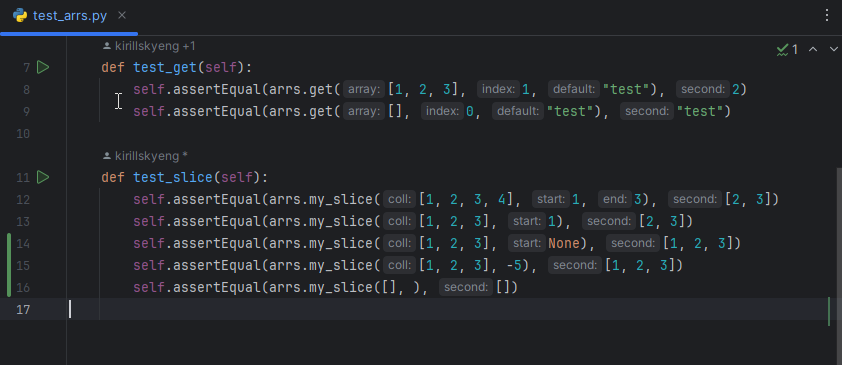 test_arrs.py
kirillskyeng +1
1
7 def test_get(self):
8 self.assertEqual(arrs.get( array: [1, 2, 3], index: 1, default: "test"), second: 2)
9 self.assertEqual(arrs.get( array: [], index: 0, default: "test"), second: "test")
10
kirillskyeng *
11 def test_slice(self):
12 self.assertEqual(arrs.my_slice( coll: [1, 2, 3, 4], start: 1, end: 3), second: [2, 3])
13 self.assertEqual(arrs.my_slice( coll: [1, 2, 3], start: 1), second: [2, 3])
14 self.assertEqual(arrs.my_slice( coll: [1, 2, 3], start: None), second: [1, 2, 3])
15 self.assertEqual(arrs.my_slice( coll: [1, 2, 3], -5), second: [1, 2, 3])
16 self.assertEqual(arrs.my_slice([], ), second: [])
17